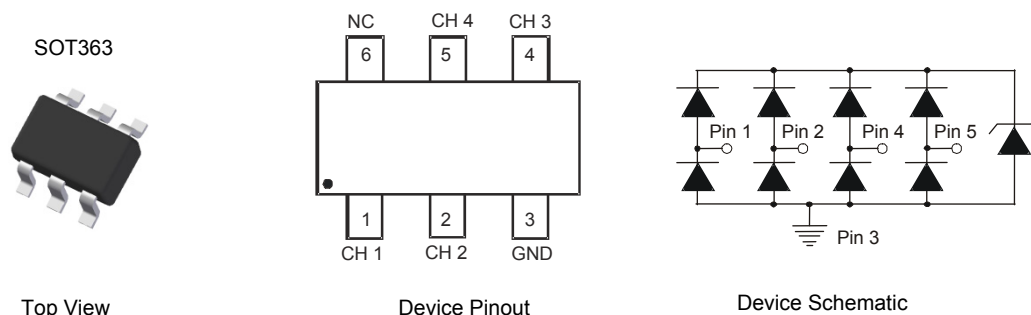 SOT363
Top View
NC CH 4 CH 3
6 5 4
1 2 3
CH 1 CH 2 GND
Device Pinout
Pin 1 Pin 2 Pin 4 Pin 5
Pin 3
Device Schematic